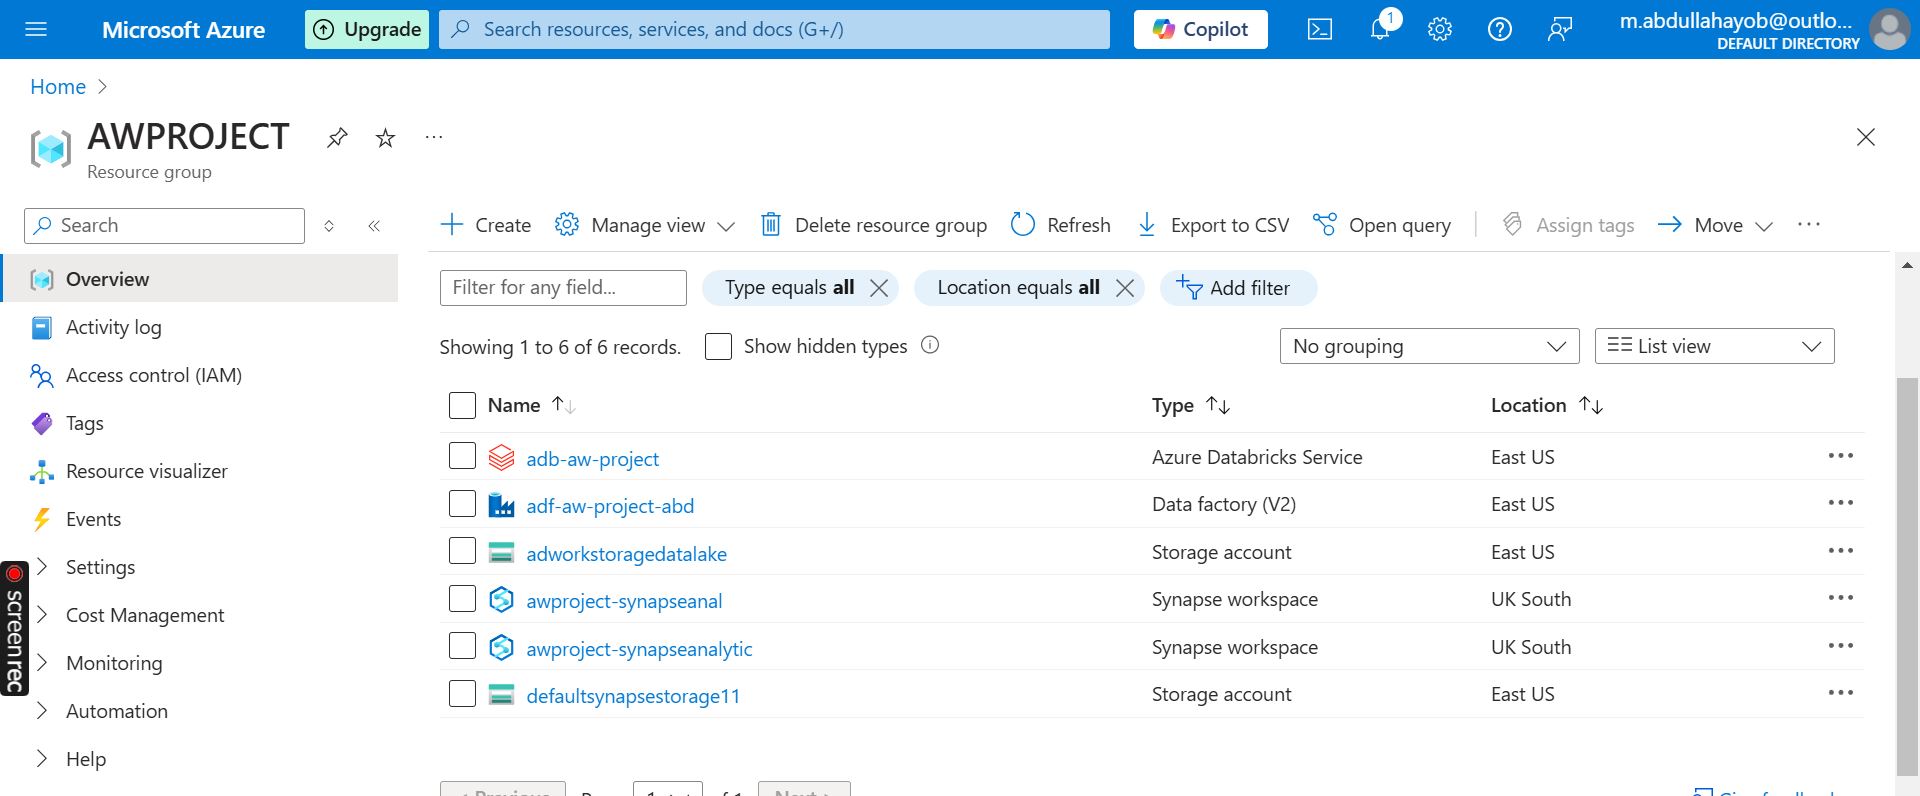 Microsoft Azure
Upgrade
Search resources, services, and docs (G+/)
Copilot
1
m.abdullahayob@outlo...
DEFAULT DIRECTORY
Home
AWPROJECT
Resource group
Search
Create
Manage view
Delete resource group
Refresh
Export to CSV
Open query
Assign tags
Move
Overview
Activity log
Access control (IAM)
Tags
Resource visualizer
Events
Settings
Cost Management
Monitoring
Automation
Help
screenrec
Filter for any field...
Type equals all
Location equals all
Add filter
Showing 1 to 6 of 6 records.
Show hidden types
No grouping
List view
Name Type Location
adb-aw-project Azure Databricks Service East US
adf-aw-project-abd Data factory (V2) East US
adworkstoragedatalake Storage account East US
awproject-synapseanal Synapse workspace UK South
awproject-synapseanalytic Synapse workspace UK South
defaultsynapsestorage11 Storage account East US